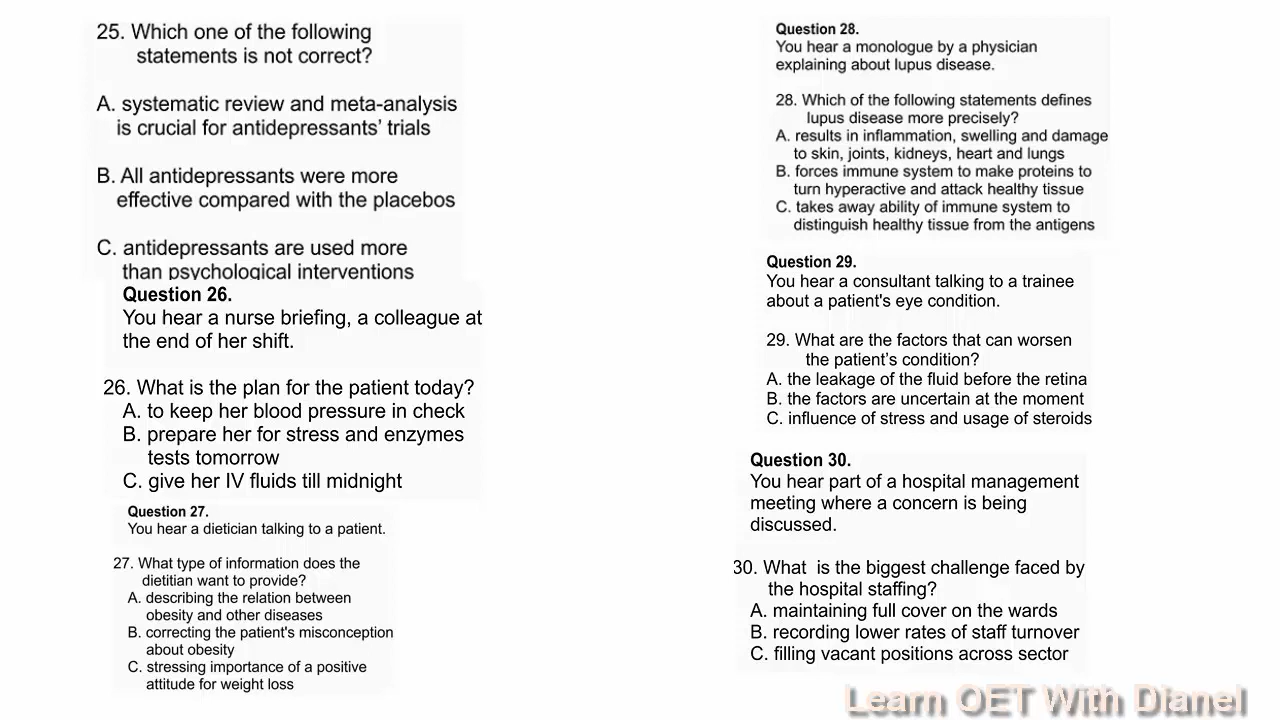 25. Which one of the following
statements is not correct?
A. systematic review and meta-analysis
is crucial for antidepressants' trials
B. All antidepressants were more
effective compared with the placebos
C. antidepressants are used more
than psychological interventions
Question 26.
You hear a nurse briefing, a colleague at
the end of her shift.
26. What is the plan for the patient today?
A. to keep her blood pressure in check
B. prepare her for stress and enzymes
tests tomorrow
C. give her IV fluids till midnight
Question 27.
You hear a dietician talking to a patient.
27. What type of information does the
dietitian want to provide?
A. describing the relation between
obesity and other diseases
B. correcting the patient's misconception
about obesity
C. stressing importance of a positive
attitude for weight loss
Question 28.
You hear a monologue by a physician
explaining about lupus disease.
28. Which of the following statements defines
lupus disease more precisely?
A. results in inflammation, swelling and damage
to skin, joints, kidneys, heart and lungs
B. forces immune system to make proteins to
turn hyperactive and attack healthy tissue
C. takes away ability of immune system to
distinguish healthy tissue from the antigens
Question 29.
You hear a consultant talking to a trainee
about a patient's eye condition.
29. What are the factors that can worsen
the patient's condition?
A. the leakage of the fluid before the retina
B. the factors are uncertain at the moment
C. influence of stress and usage of steroids
Question 30.
You hear part of a hospital management
meeting where a concern is being
discussed.
30. What is the biggest challenge faced by
the hospital staffing?
A. maintaining full cover on the wards
B. recording lower rates of staff turnover
C. filling vacant positions across sector
Learn OET With Dianel